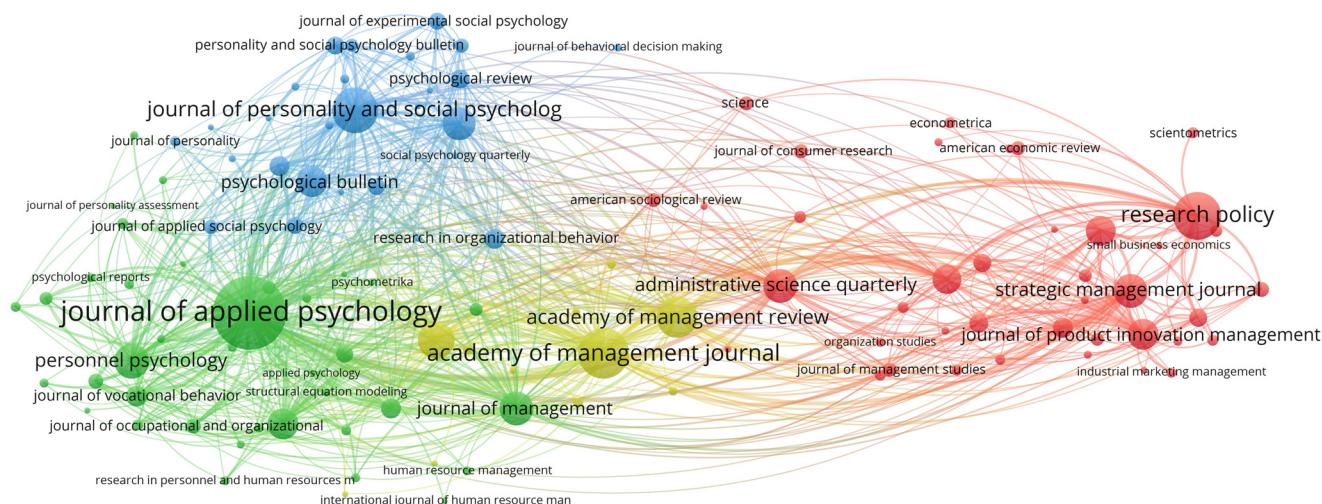 journal of experimental social psychology
personality and social psychology bulletin
journal of behavioral decision making
psychological review
science
journal of personality and social psycholog
econometrica
scientometrics
journal of personality
american economic review
journal of consumer research
social psychology quarterly
psychological bulletin
american sociological review
journal of personality assessment
research policy
journal of applied social psychology
research in organizational behavior
small business economics
psychological reports
psychometrika
administrative science quarterly
strategic management journal
journal of applied psychology
academy of management review
journal of product innovation management
organization studies
academy of management journal
personnel psychology
journal of management studies
industrial marketing management
applied psychology
structural equation modeling
journal of vocational behavior
journal of management
journal of occupational and organizational
human resource management
research in personnel and human resources m
international journal of human resource man